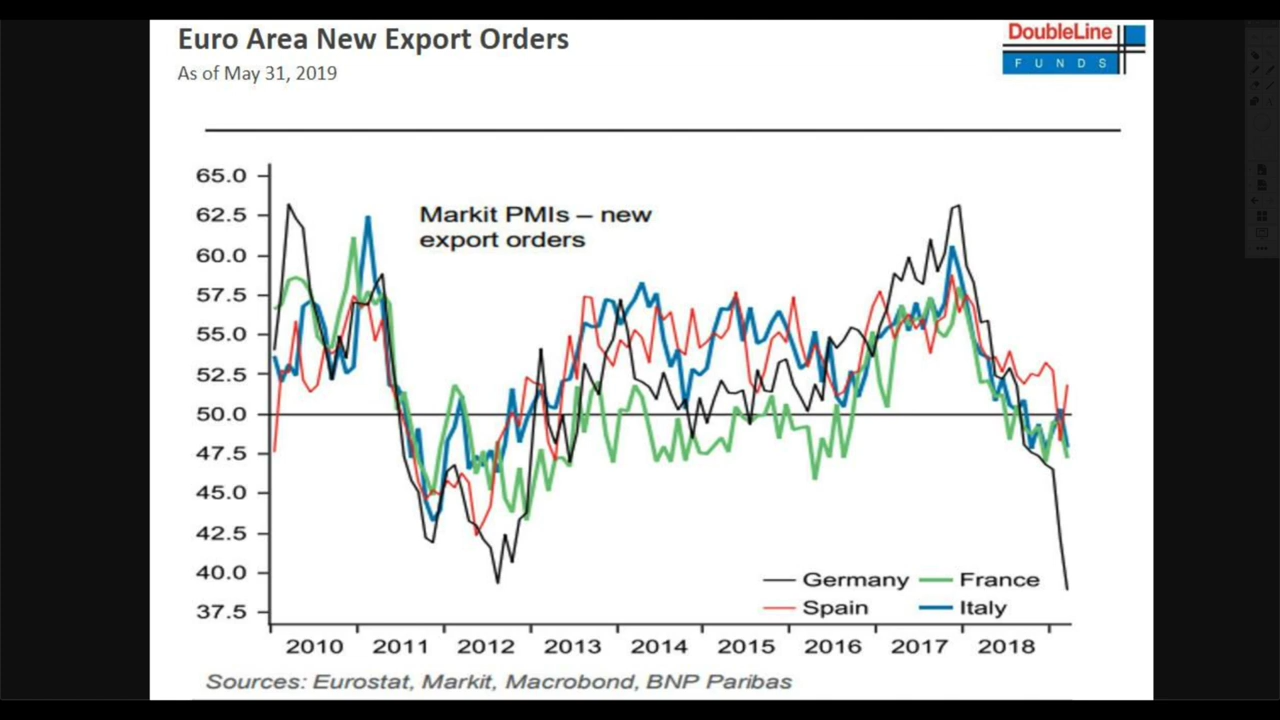 Euro Area New Export Orders
As of May 31, 2019
DoubleLine
FUNDS
65.0
62.5
60.0
57.5
55.0
52.5
50.0
47.5
45.0
42.5
40.0
37.5
Markit PMIs – new
export orders
Germany France
Spain Italy
2010 2011 2012 2013 2014 2015 2016 2017 2018
Sources: Eurostat, Markit, Macrobond, BNP Paribas